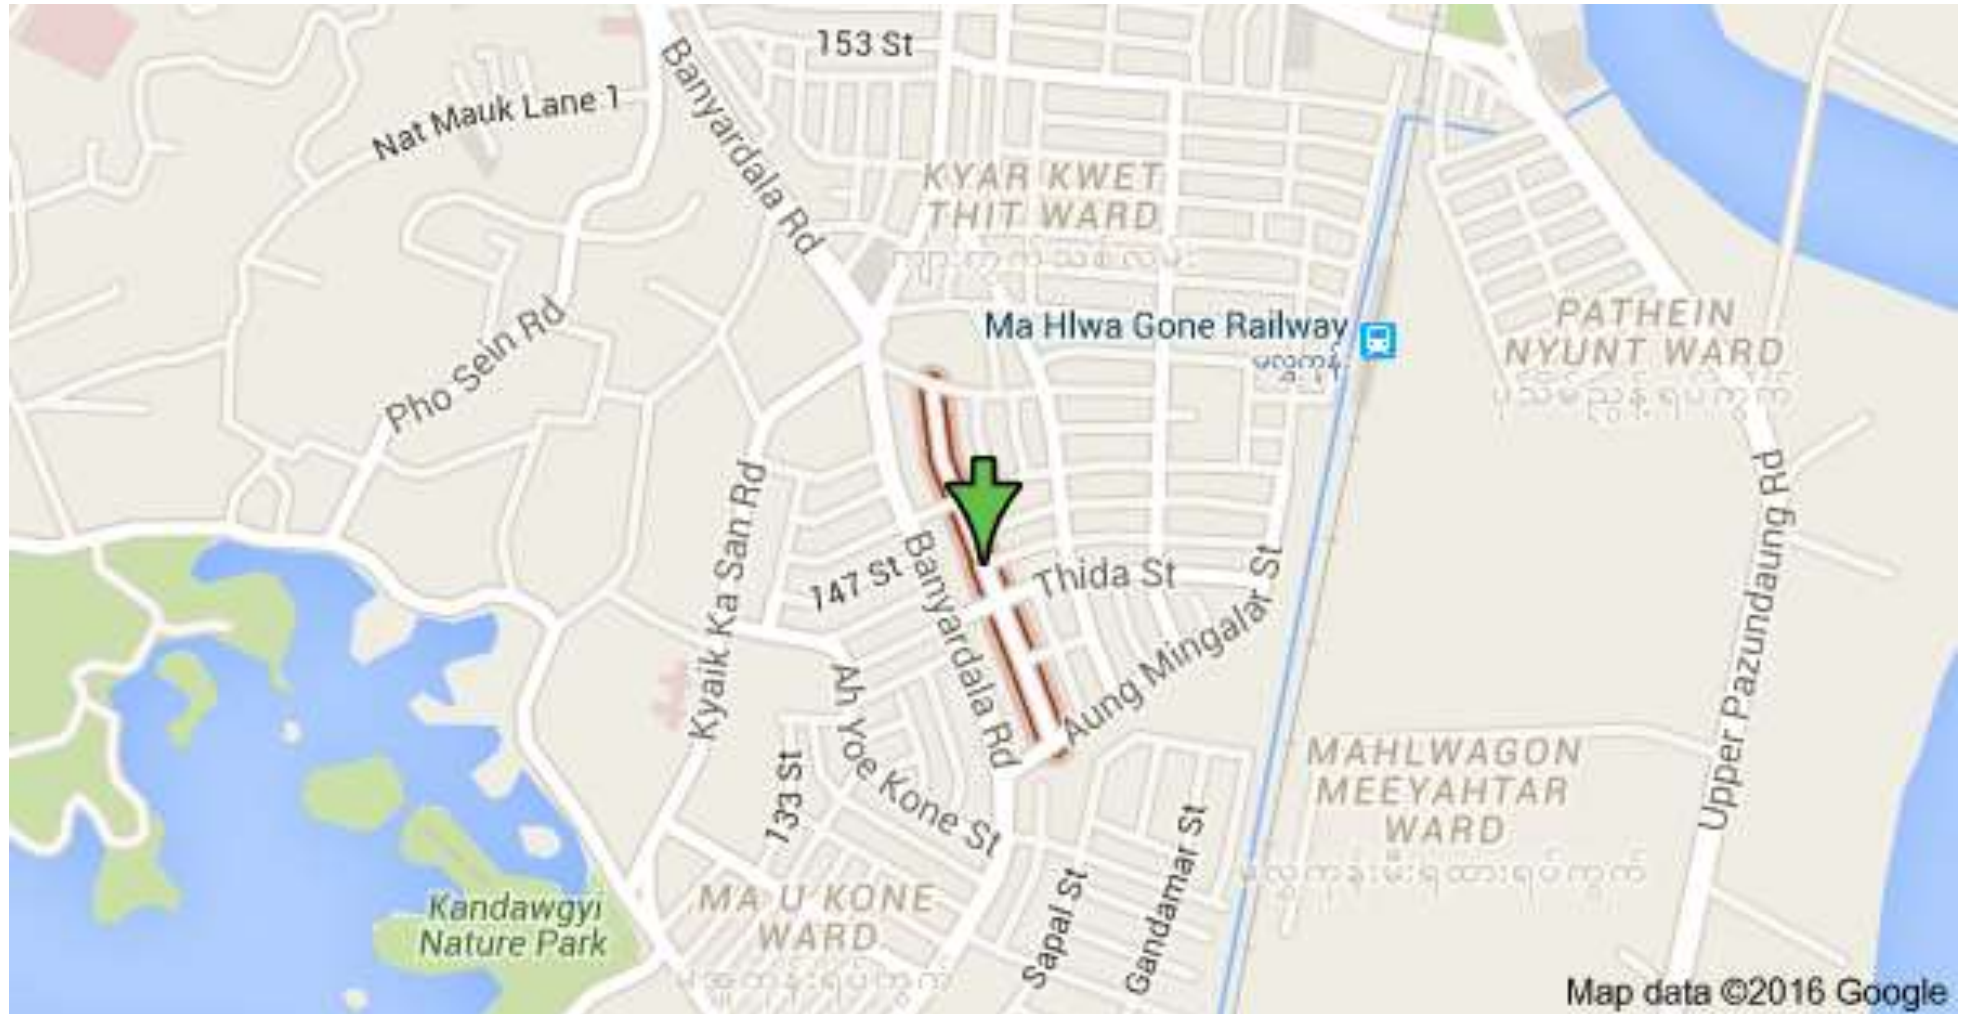 153 St
Banyardala Rd
Nat Mauk Lane 1
KYAR KWET
THIT WARD
Ma Hlwa Gone Railway
PATHEIN
NYUNT WARD
Pho Sein Rd
Kyaik Ka San Rd
147 St
Banyardala Rd
Thida St
Aung Mingalar St
Upper Pazundaung Rd
Ah Yoe Kone St
133 St
MAHLWAGON
MEEYAHTAR
WARD
Kandawgyi
Nature Park
MA U KONE
WARD
Sapal St
Gandamar St
Map data ©2016 Google